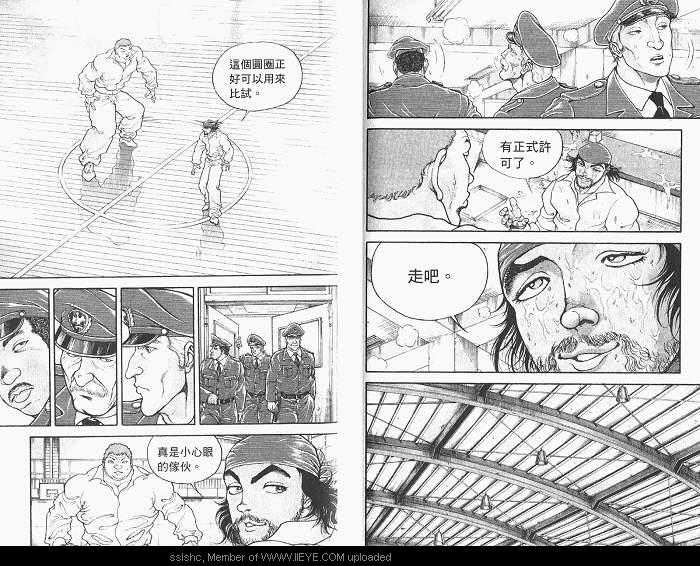 有正式許
可了。
走吧。
這個圓圈正
好可以用來
比試。
真是小心眼
的傢伙。
sslshc, Member of WWW.IIEYE.COM uploaded